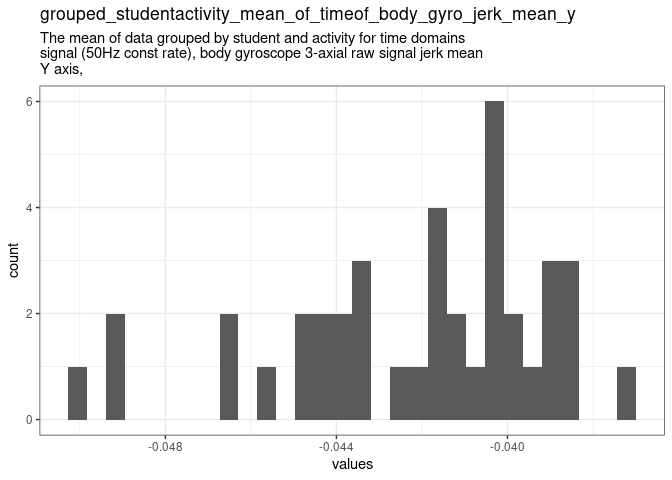 grouped_studentactivity_mean_of_timeof_body_gyro_jerk_mean_y
The mean of data grouped by student and activity for time domains
signal (50Hz const rate), body gyroscope 3-axial raw signal jerk mean
Y axis,
6
4
2
0
count
-0.048 -0.044 -0.040
values